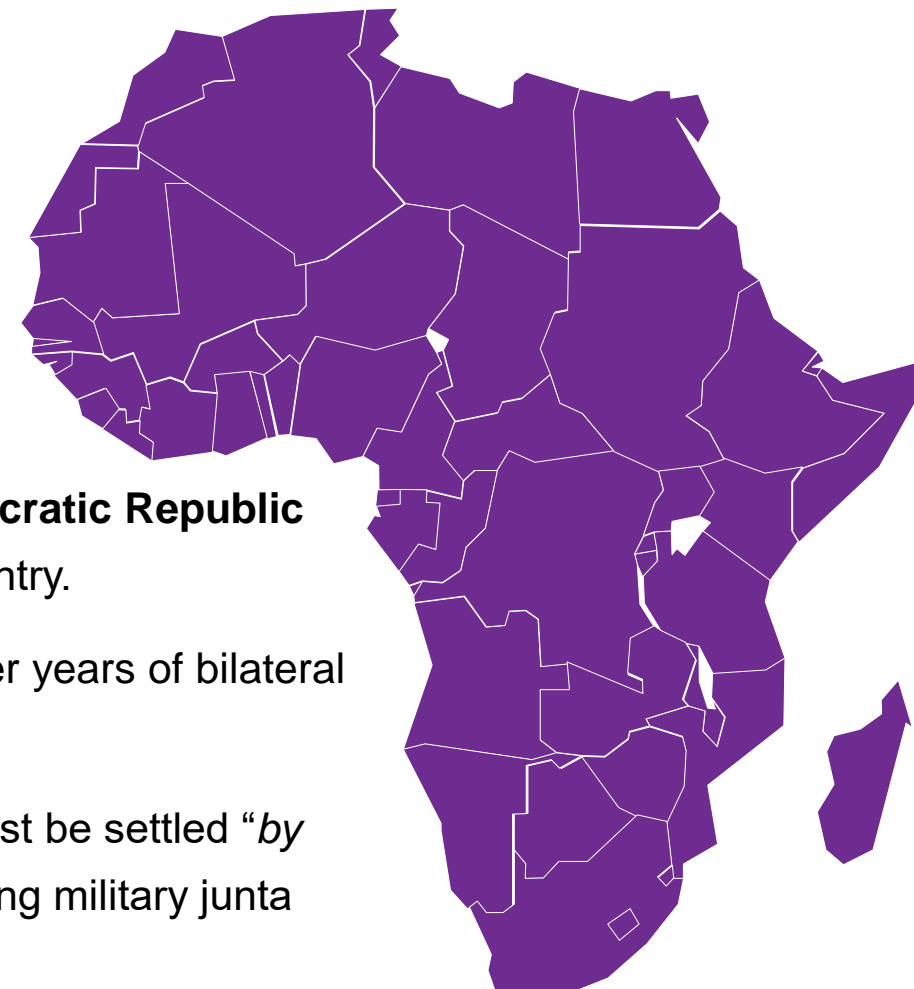 cratic Republic
ntry.
er years of bilateral
st be settled “by
ng military junta